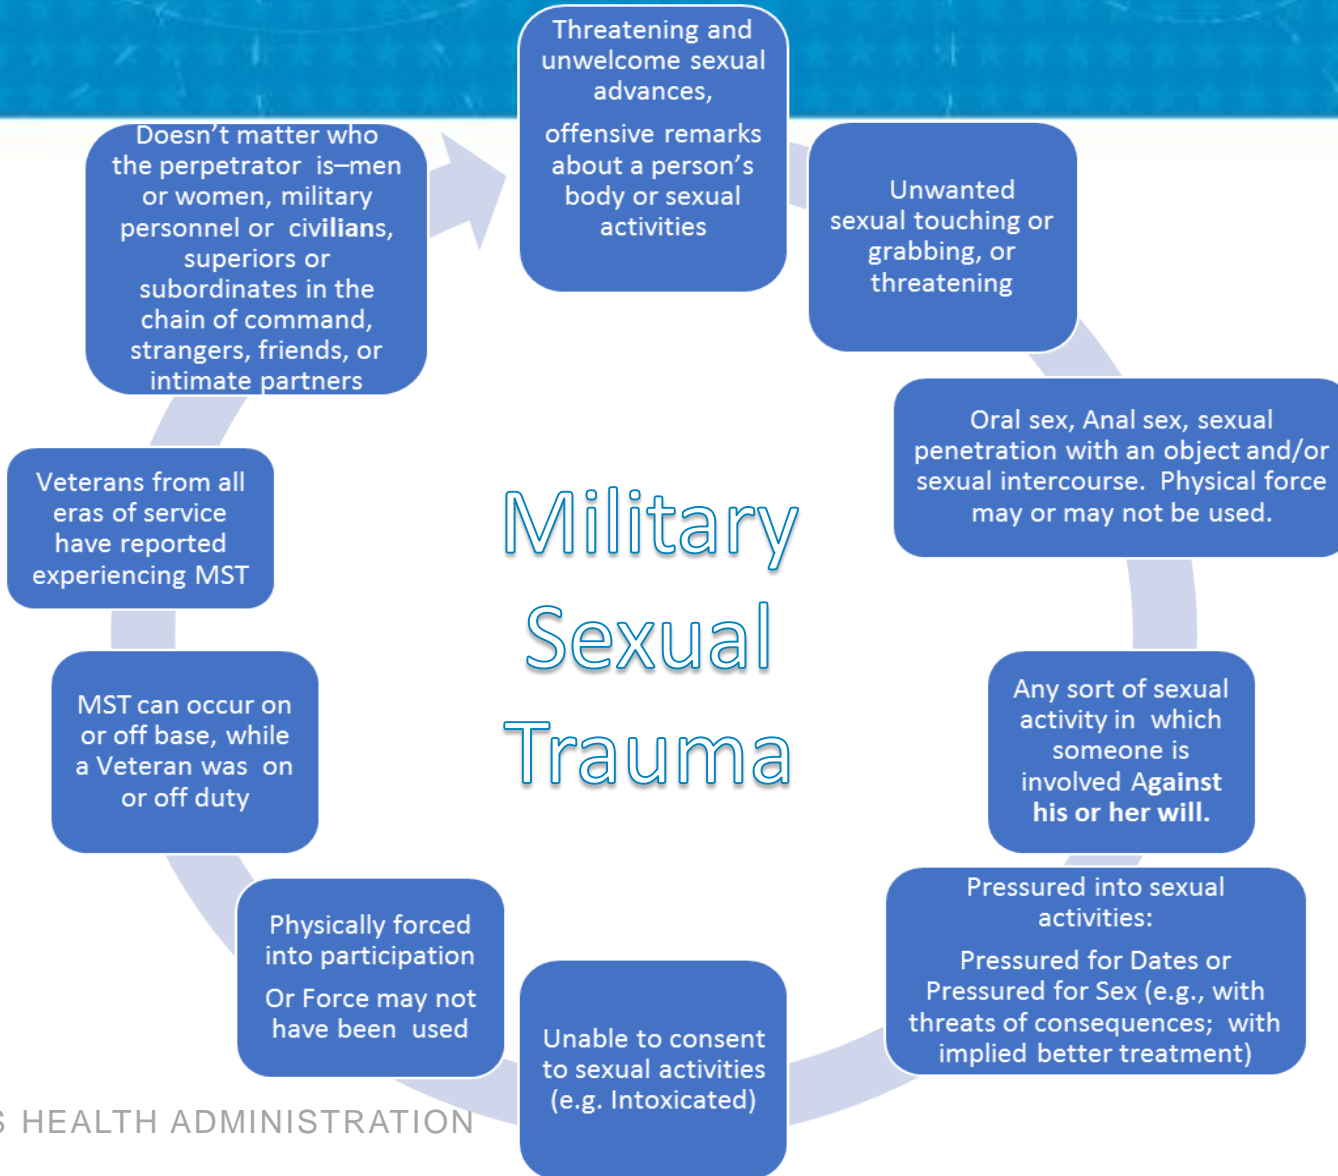 Threatening and
unwelcome sexual
advances,
offensive remarks
about a person's
body or sexual
activities
Unwanted
sexual touching or
grabbing, or
threatening
Oral sex, Anal sex, sexual
penetration with an object and/or
sexual intercourse.  Physical force
may or may not be used.
Any sort of sexual
activity in  which
someone is
involved Against
his or her will.
Pressured into sexual
activities:
Pressured for Dates or
Pressured for Sex (e.g., with
threats of consequences;  with
implied better treatment)
Unable to consent
to sexual activities
(e.g. Intoxicated)
Physically forced
into participation
Or Force may not
have been  used
MST can occur on
or off base, while
a Veteran was  on
or off duty
Veterans from all
eras of service
have reported
experiencing MST
Doesn't matter who
the perpetrator  is–men
or women, military
personnel or  civilians,
superiors or
subordinates in the
chain of command,
strangers, friends, or
intimate partners
Military
Sexual
Trauma
S HEALTH ADMINISTRATION